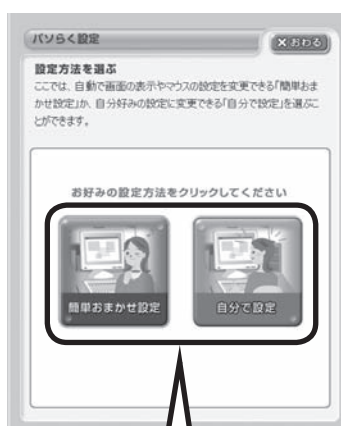 パソらく設定
×おわる
設定方法を選ぶ
ここでは、自動で画面の表示やマウスの設定を変更できる「簡単おま
かせ設定」か、自分好みの設定に変更できる「自分で設定」を選ぶこ
とができます。
お好みの設定方法をクリックしてください
簡単おまかせ設定
自分で設定